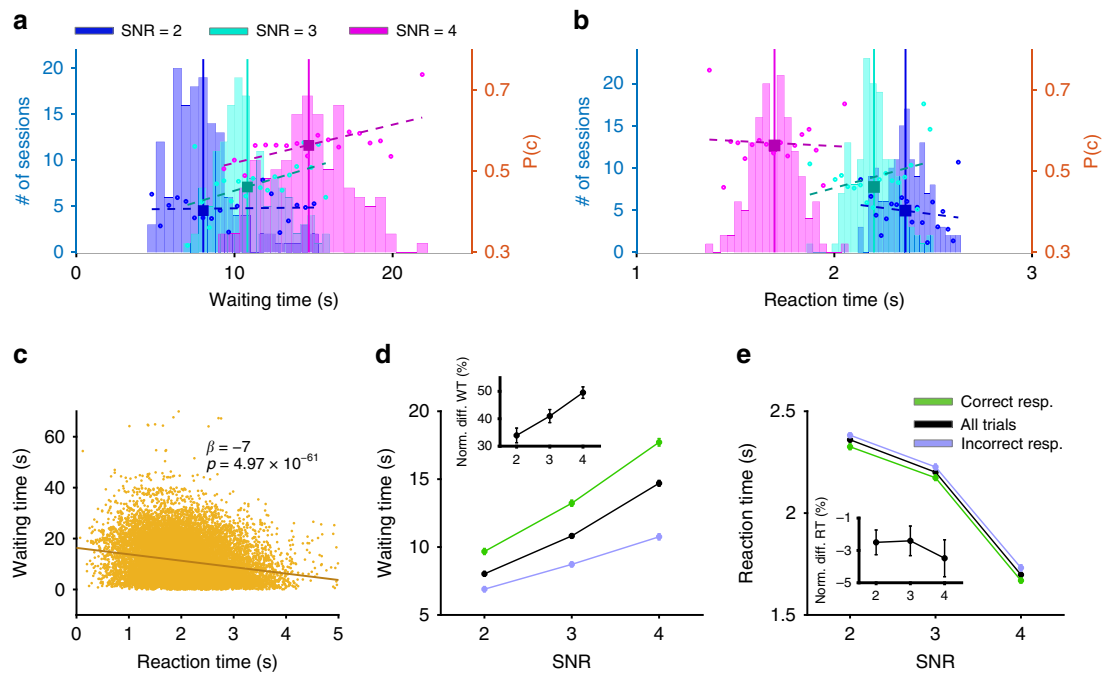 a
SNR = 2
SNR = 3
SNR = 4
20
15
10
5
0
# of sessions
0.7
0.5
0.3
P(c)
0
10
20
Waiting time (s)
b
20
15
10
5
0
# of sessions
0.7
0.5
0.3
P(c)
1
2
3
Reaction time (s)
c
60
40
20
0
Waiting time (s)
β = −7
p = 4.97 × 10−61
0
1
2
3
4
5
Reaction time (s)
d
20
15
10
5
Waiting time (s)
Norm. diff. WT (%)
50
40
30
2
3
4
2
3
4
SNR
e
2.5
2
1.5
Reaction time (s)
Correct resp.
All trials
Incorrect resp.
Norm. diff. RT (%)
−1
−3
−5
2
3
4
2
3
4
SNR